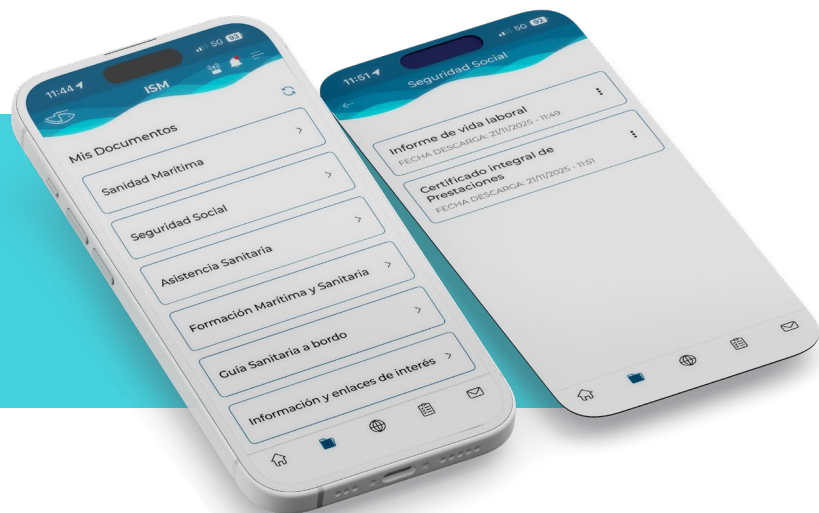 11:44
5G 93
ISM
Mis Documentos
Sanidad Marítima
Seguridad Social
Asistencia Sanitaria
Formación Marítima y Sanitaria
Guía Sanitaria a bordo
Información y enlaces de interés
11:51
5G 92
Seguridad Social
Informe de vida laboral
FECHA DESCARGA: 21/11/2025 - 11:49
Certificado integral de
Prestaciones
FECHA DESCARGA: 21/11/2025 - 11:51